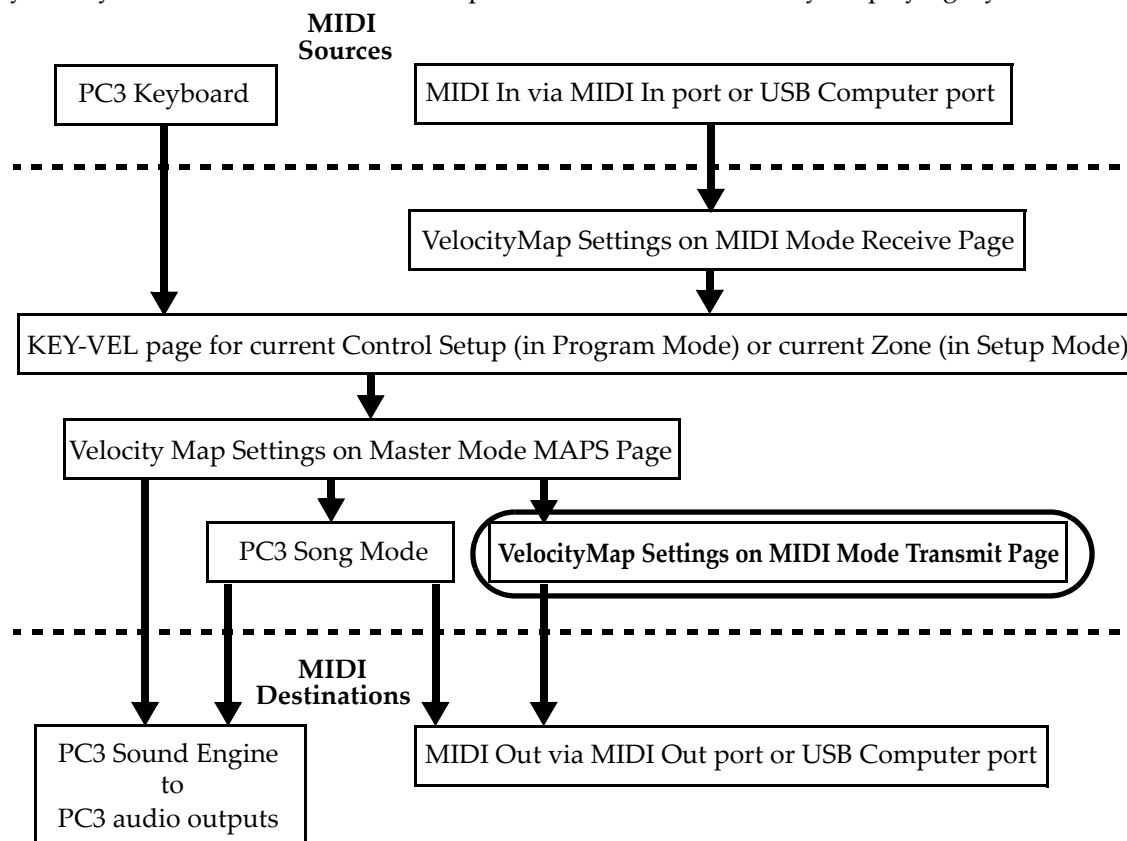 MIDI
Sources
PC3 Keyboard
MIDI In via MIDI In port or USB Computer port
VelocityMap Settings on MIDI Mode Receive Page
KEY-VEL page for current Control Setup (in Program Mode) or current Zone (in Setup Mode)
Velocity Map Settings on Master Mode MAPS Page
PC3 Song Mode
VelocityMap Settings on MIDI Mode Transmit Page
MIDI
Destinations
PC3 Sound Engine
to
PC3 audio outputs
MIDI Out via MIDI Out port or USB Computer port